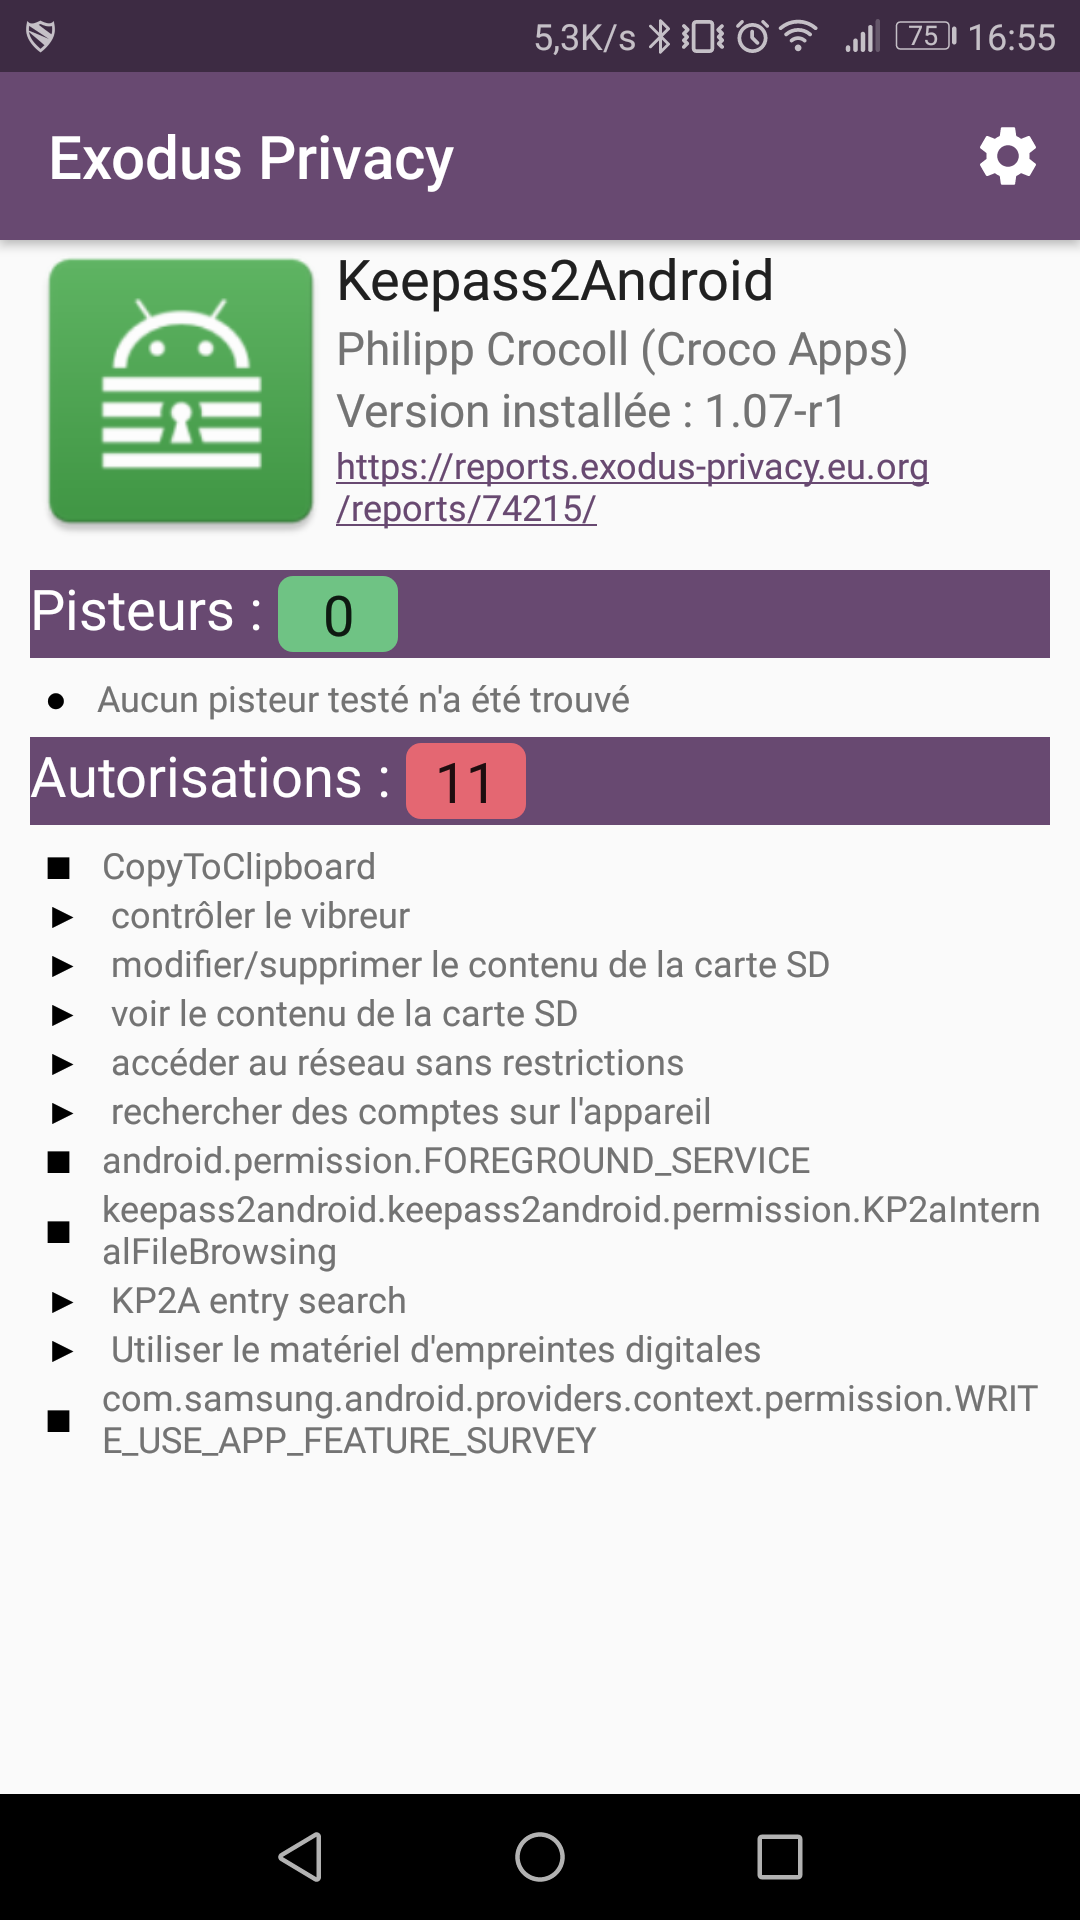 5,3K/s 75 16:55
Exodus Privacy
Keepass2Android
Philipp Crocoll (Croco Apps)
Version installée : 1.07-r1
https://reports.exodus-privacy.eu.org
/reports/74215/
Pisteurs : 0
Aucun pisteur testé n'a été trouvé
Autorisations : 11
CopyToClipboard
contrôler le vibreur
modifier/supprimer le contenu de la carte SD
voir le contenu de la carte SD
accéder au réseau sans restrictions
rechercher des comptes sur l'appareil
android.permission.FOREGROUND_SERVICE
keepass2android.keepass2android.permission.KP2aIntern
alFileBrowsing
KP2A entry search
Utiliser le matériel d'empreintes digitales
com.samsung.android.providers.context.permission.WRIT
E_USE_APP_FEATURE_SURVEY